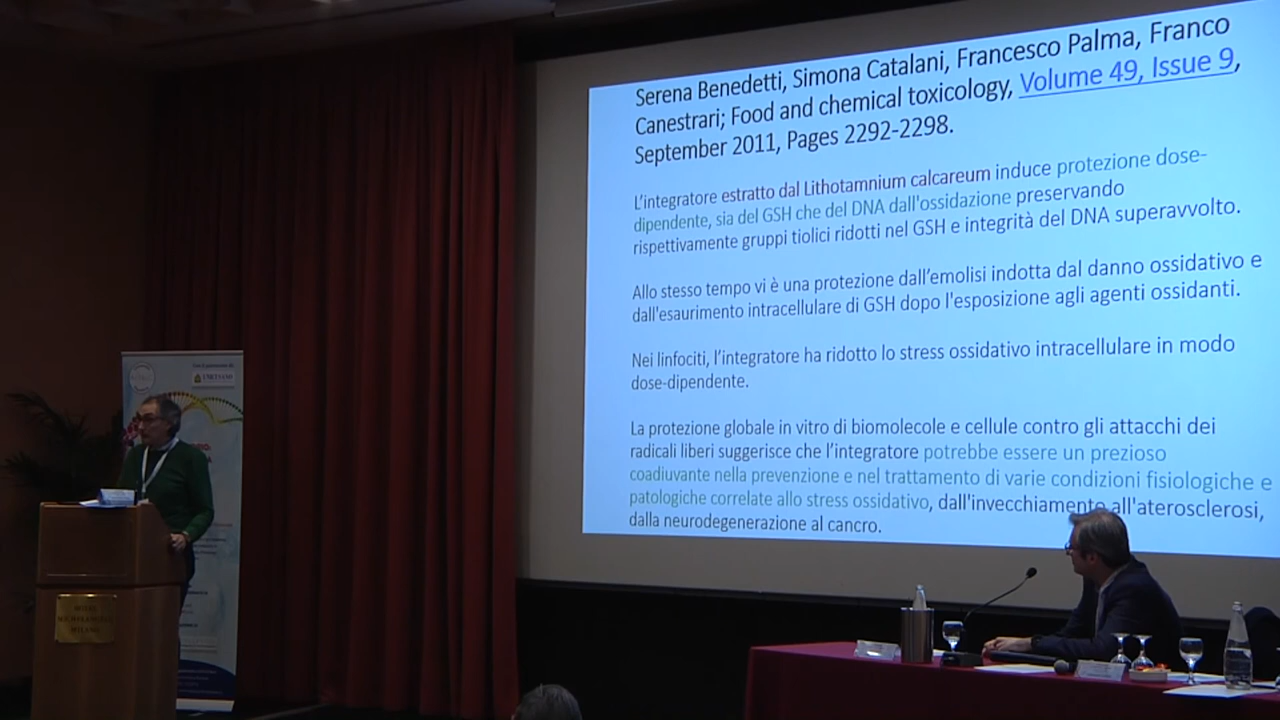 Serena Benedetti, Simona Catalani, Francesco Palma, Franco
Canestrari; Food and chemical toxicology, Volume 49, Issue 9,
September 2011, Pages 2292-2298.
L'integratore estratto dal Lithotamnium calcareum induce protezione dose-
dipendente, sia del GSH che del DNA dall'ossidazione preservando
rispettivamente gruppi tiolici ridotti nel GSH e integrità del DNA superavvolto.
Allo stesso tempo vi è una protezione dall'emolisi indotta dal danno ossidativo e
dall'esaurimento intracellulare di GSH dopo l'esposizione agli agenti ossidanti.
Nei linfociti, l'integratore ha ridotto lo stress ossidativo intracellulare in modo
dose-dipendente.
La protezione globale in vitro di biomolecole e cellule contro gli attacchi dei
radicali liberi suggerisce che l'integratore potrebbe essere un prezioso
coadiuvante nella prevenzione e nel trattamento di varie condizioni fisiologiche e
patologiche correlate allo stress ossidativo, dall'invecchiamento all'aterosclerosi,
dalla neurodegenerazione al cancro.
MILANO